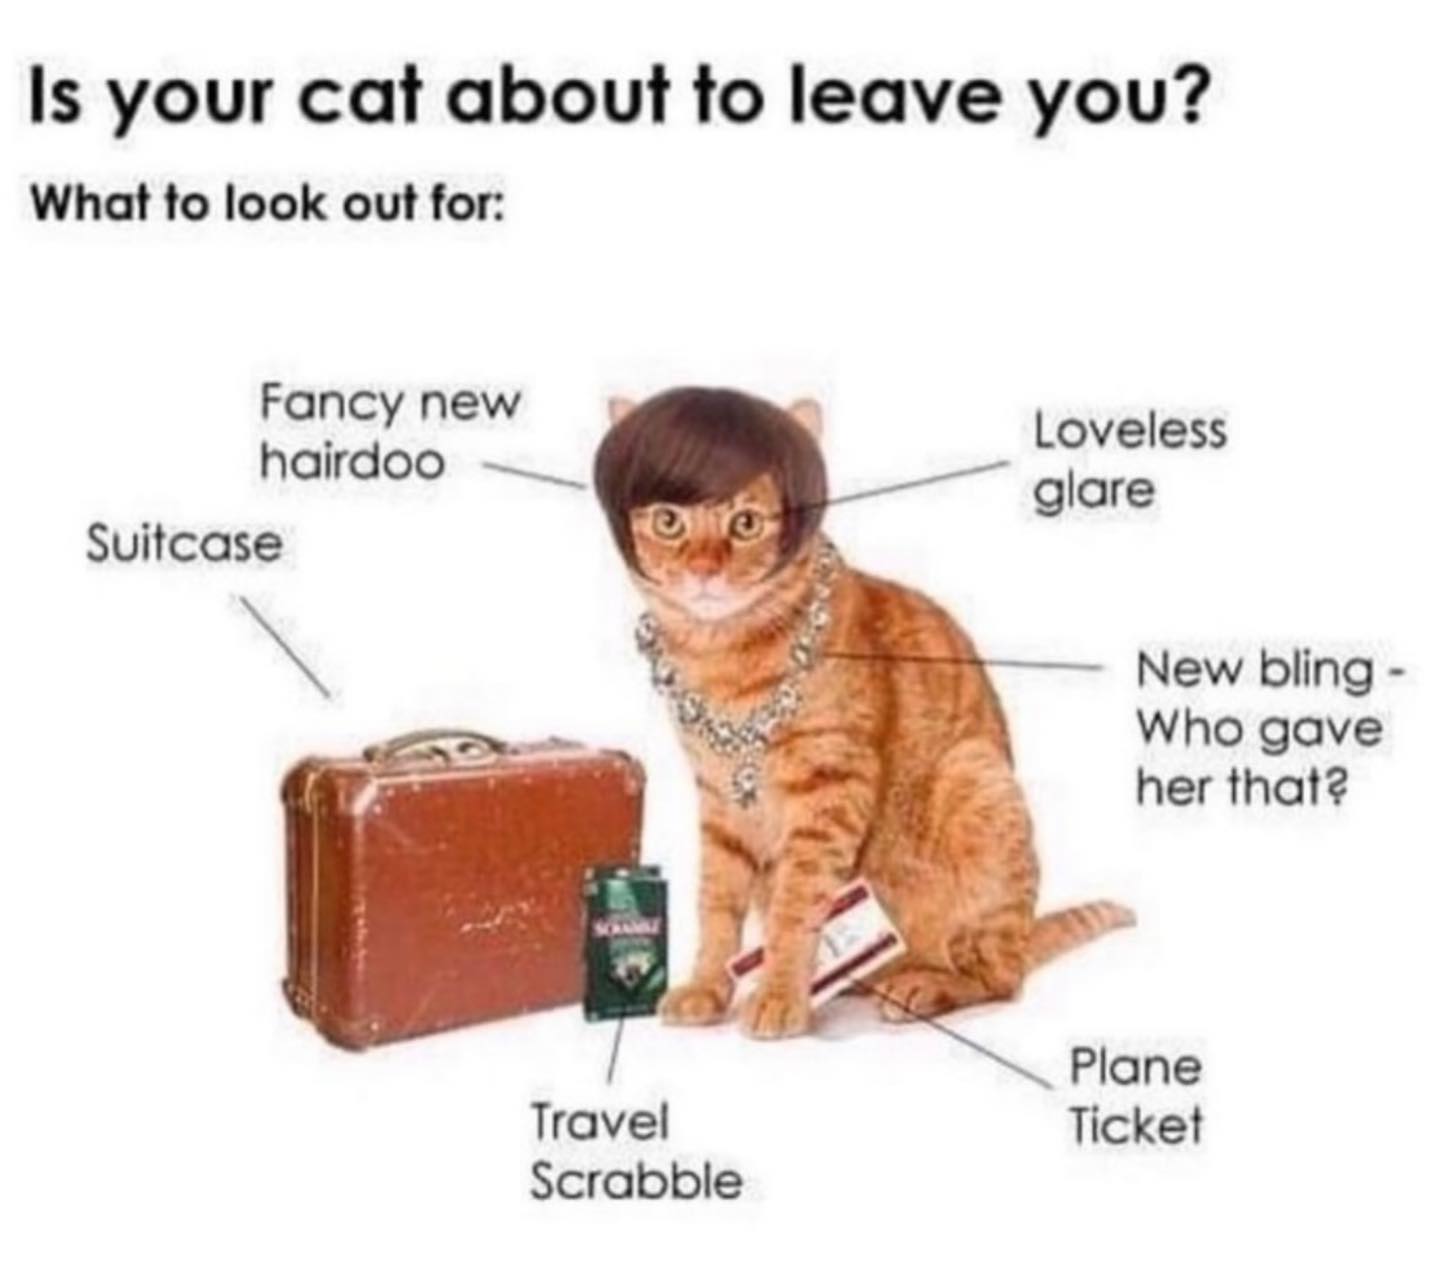 Is your cat about to leave you?
What to look out for:
Fancy new
hairdoo
Loveless
glare
Suitcase
New bling -
Who gave
her that?
SCRABBLE
Plane
Ticket
Travel
Scrabble